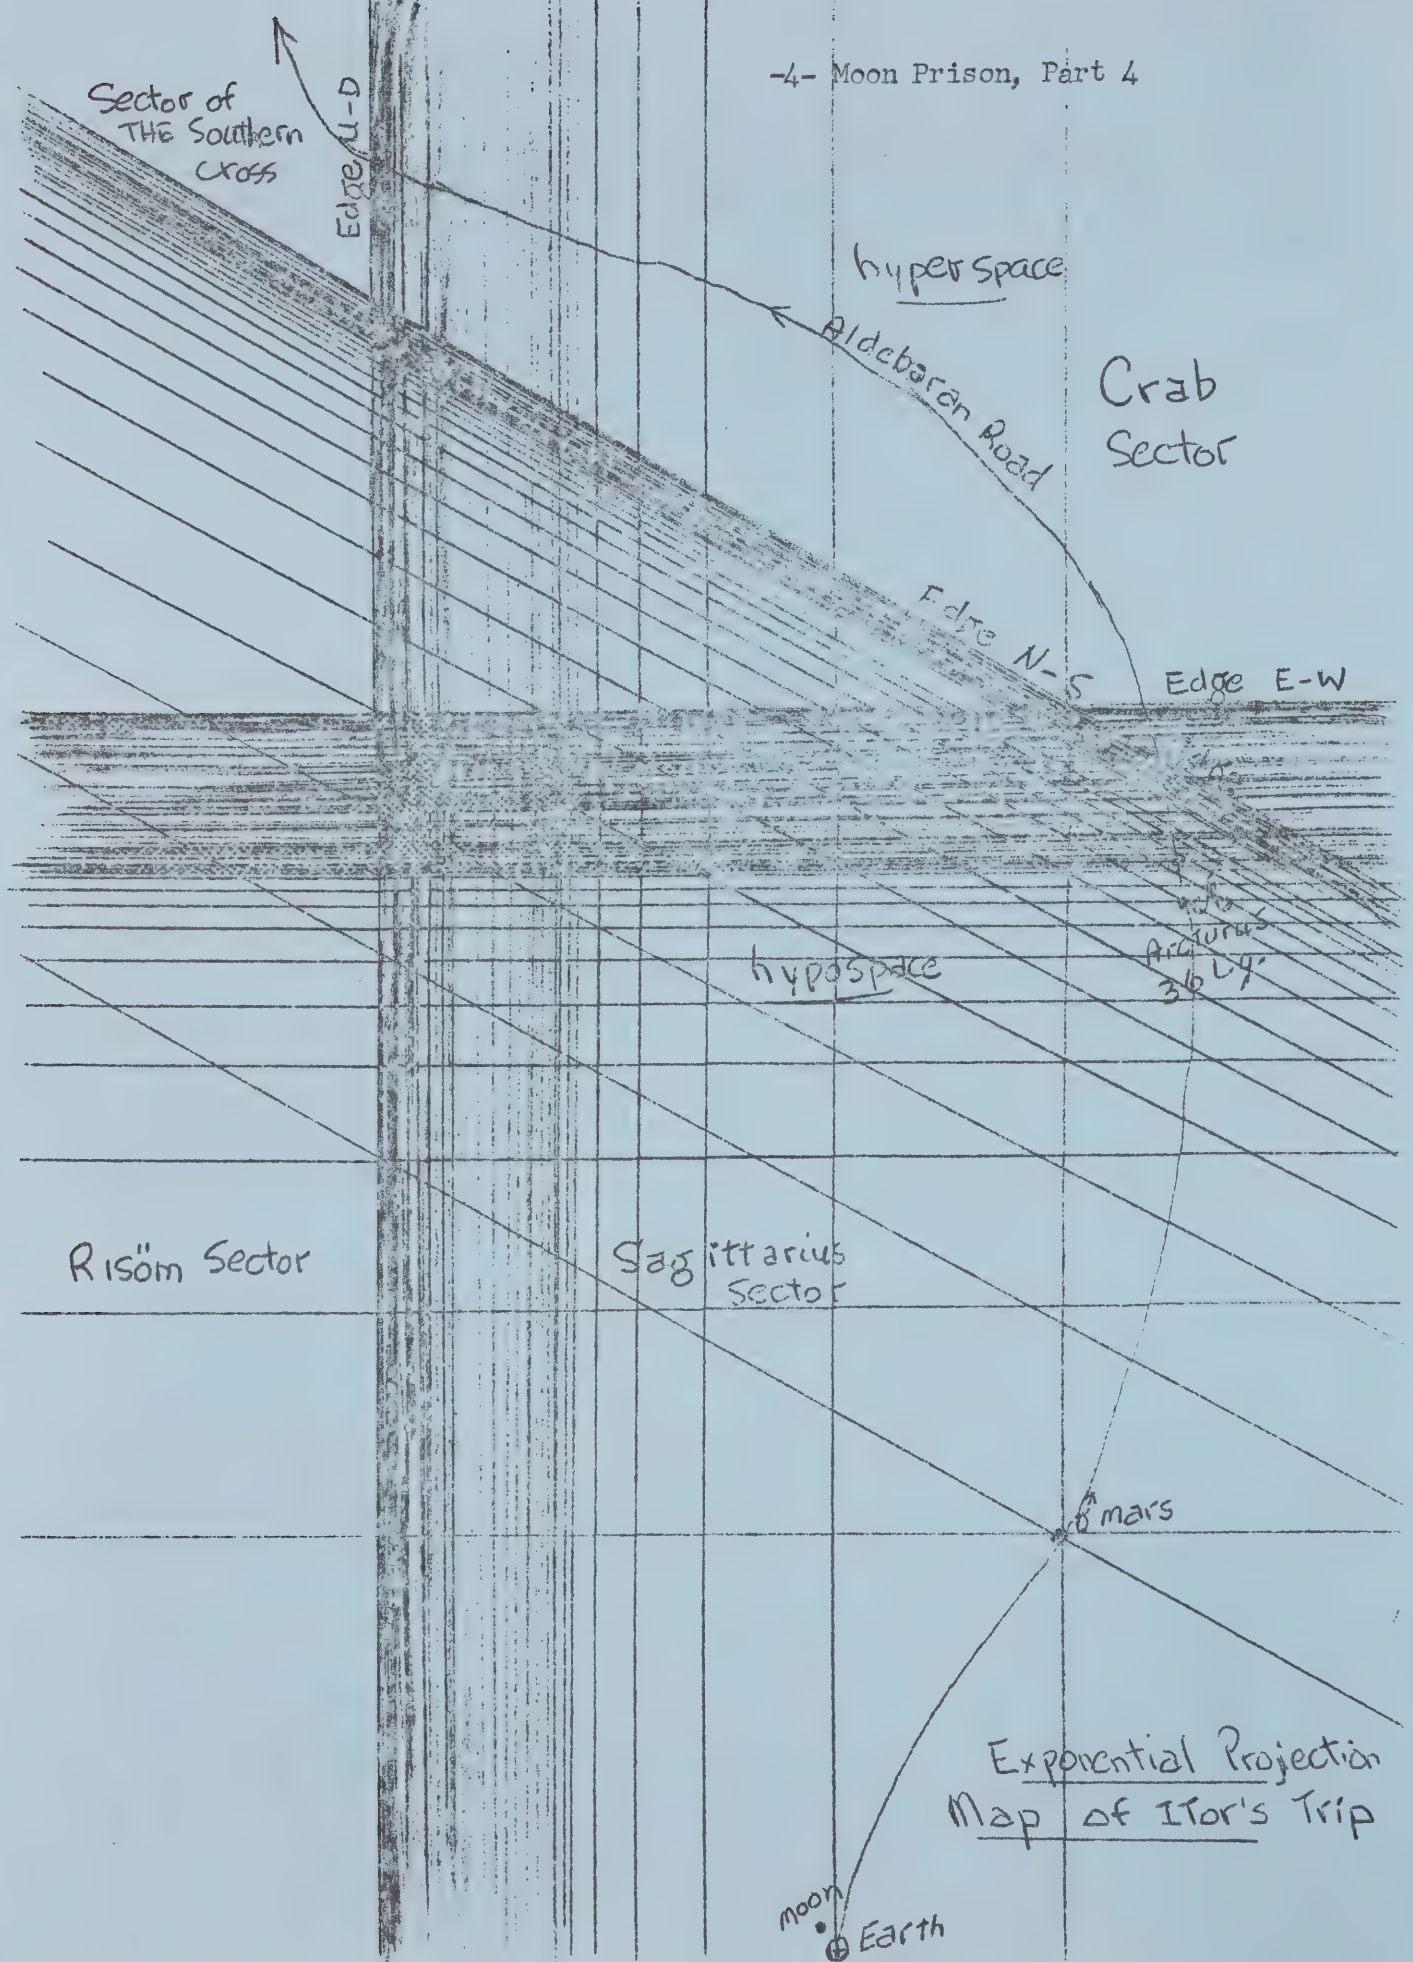 -4- Moon Prison, Part 4
Sector of
THE Southern
Cross
Edge U-D
hyperspace
Aldebaran Road
Crab
Sector
Edge N-S
Edge E-W
Arcturus
36 L.y.
hypospace
Risöm Sector
Sagittarius
Sector
mars
Exponential Projection
Map of ITor's Trip
moon
Earth